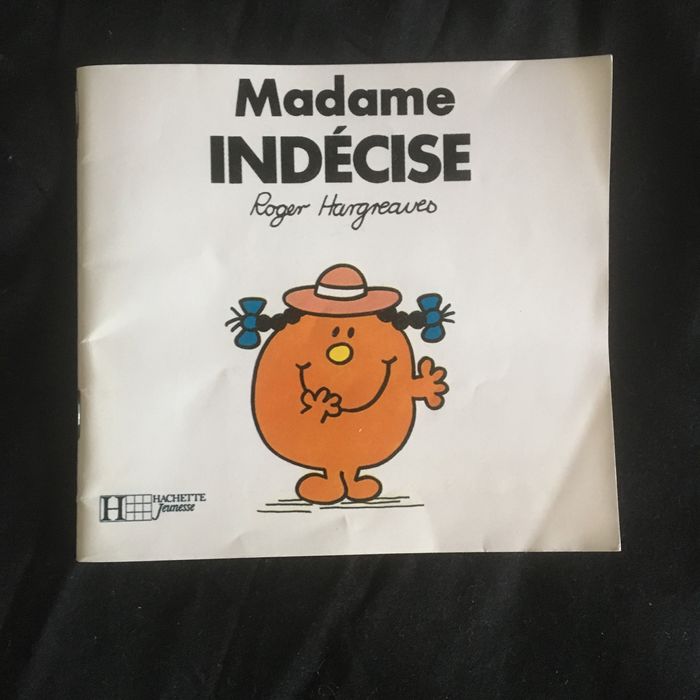 Madame
INDÉCISE
Roger Hargreaves
H HACHETTE
Jeunesse